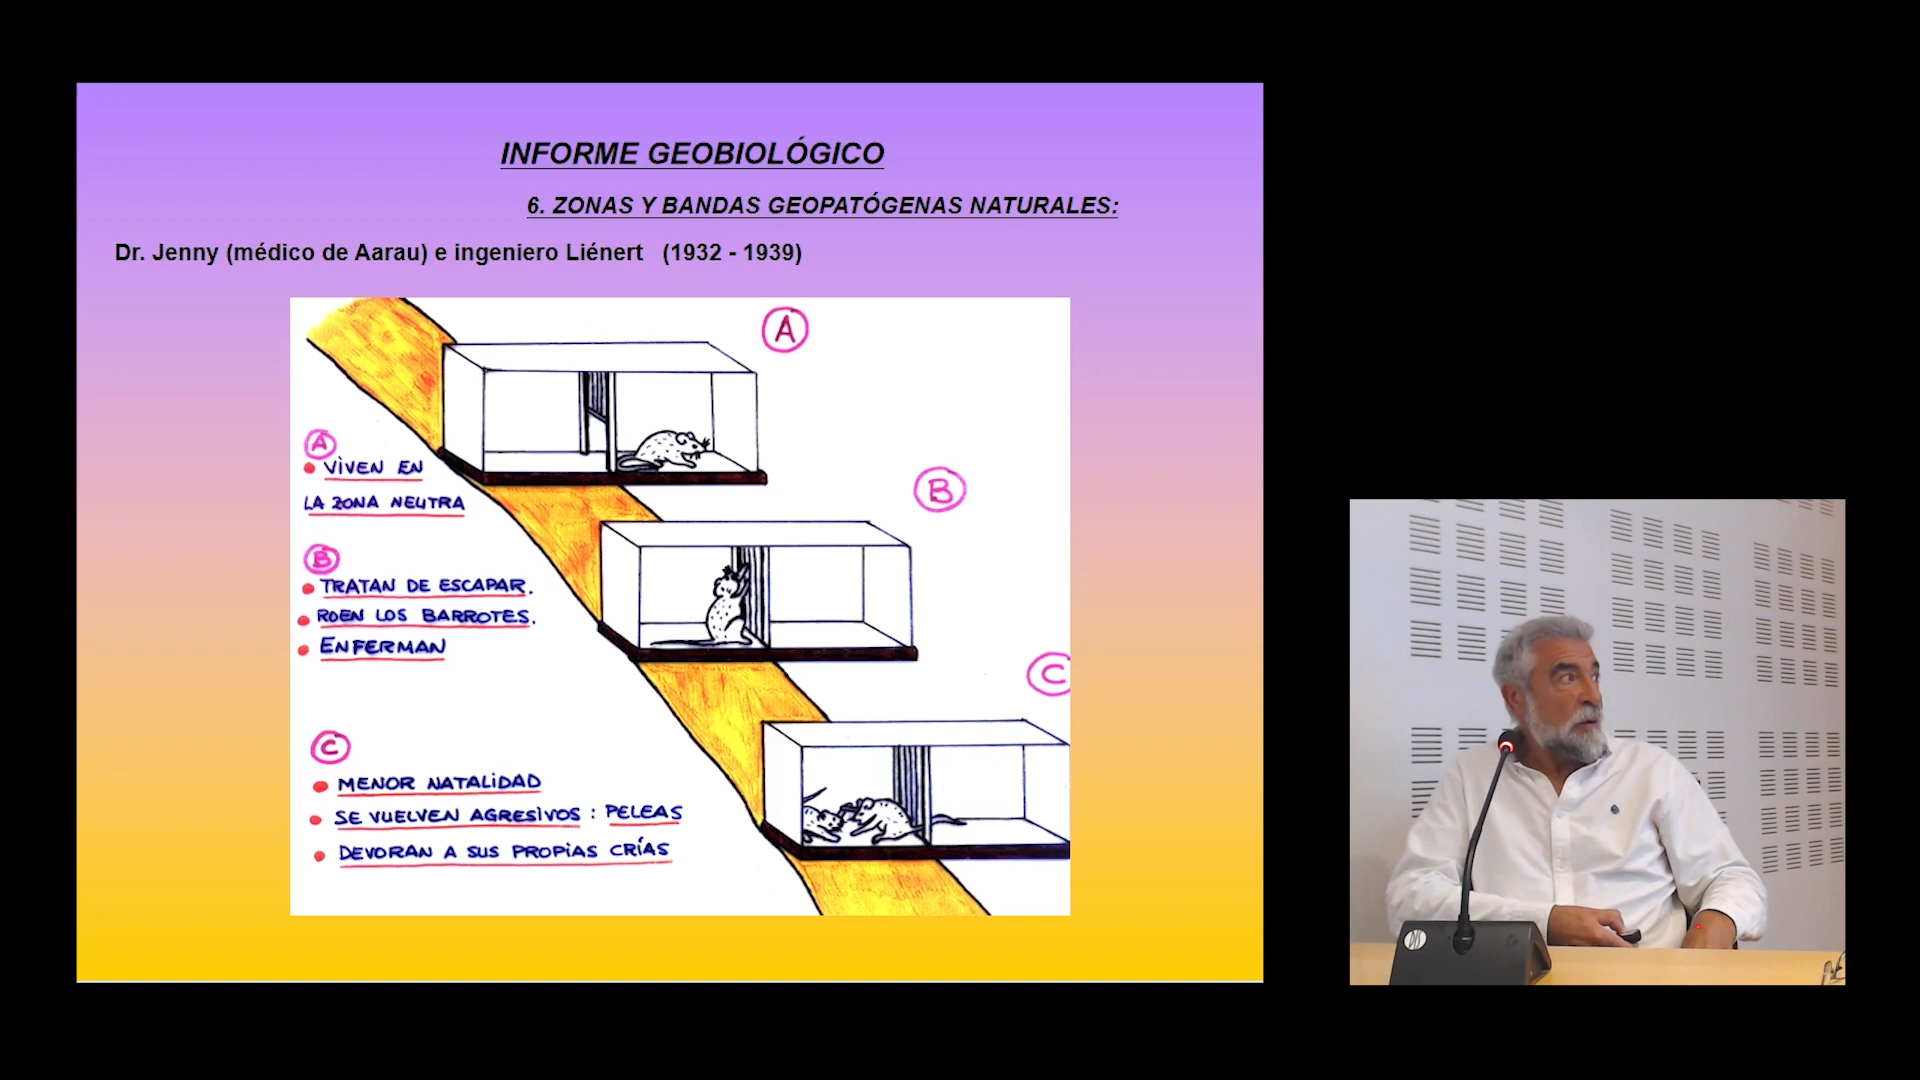 INFORME GEOBIOLÓGICO
6. ZONAS Y BANDAS GEOPATÓGENAS NATURALES:
Dr. Jenny (médico de Aarau) e ingeniero Liénert (1932 - 1939)
A
A
VIVEN EN
LA ZONA NEUTRA
B
B
TRATAN DE ESCAPAR.
ROEN LOS BARROTES.
ENFERMAN
C
C
MENOR NATALIDAD
SE VUELVEN AGRESIVOS : PELEAS
DEVORAN A SUS PROPIAS CRÍAS